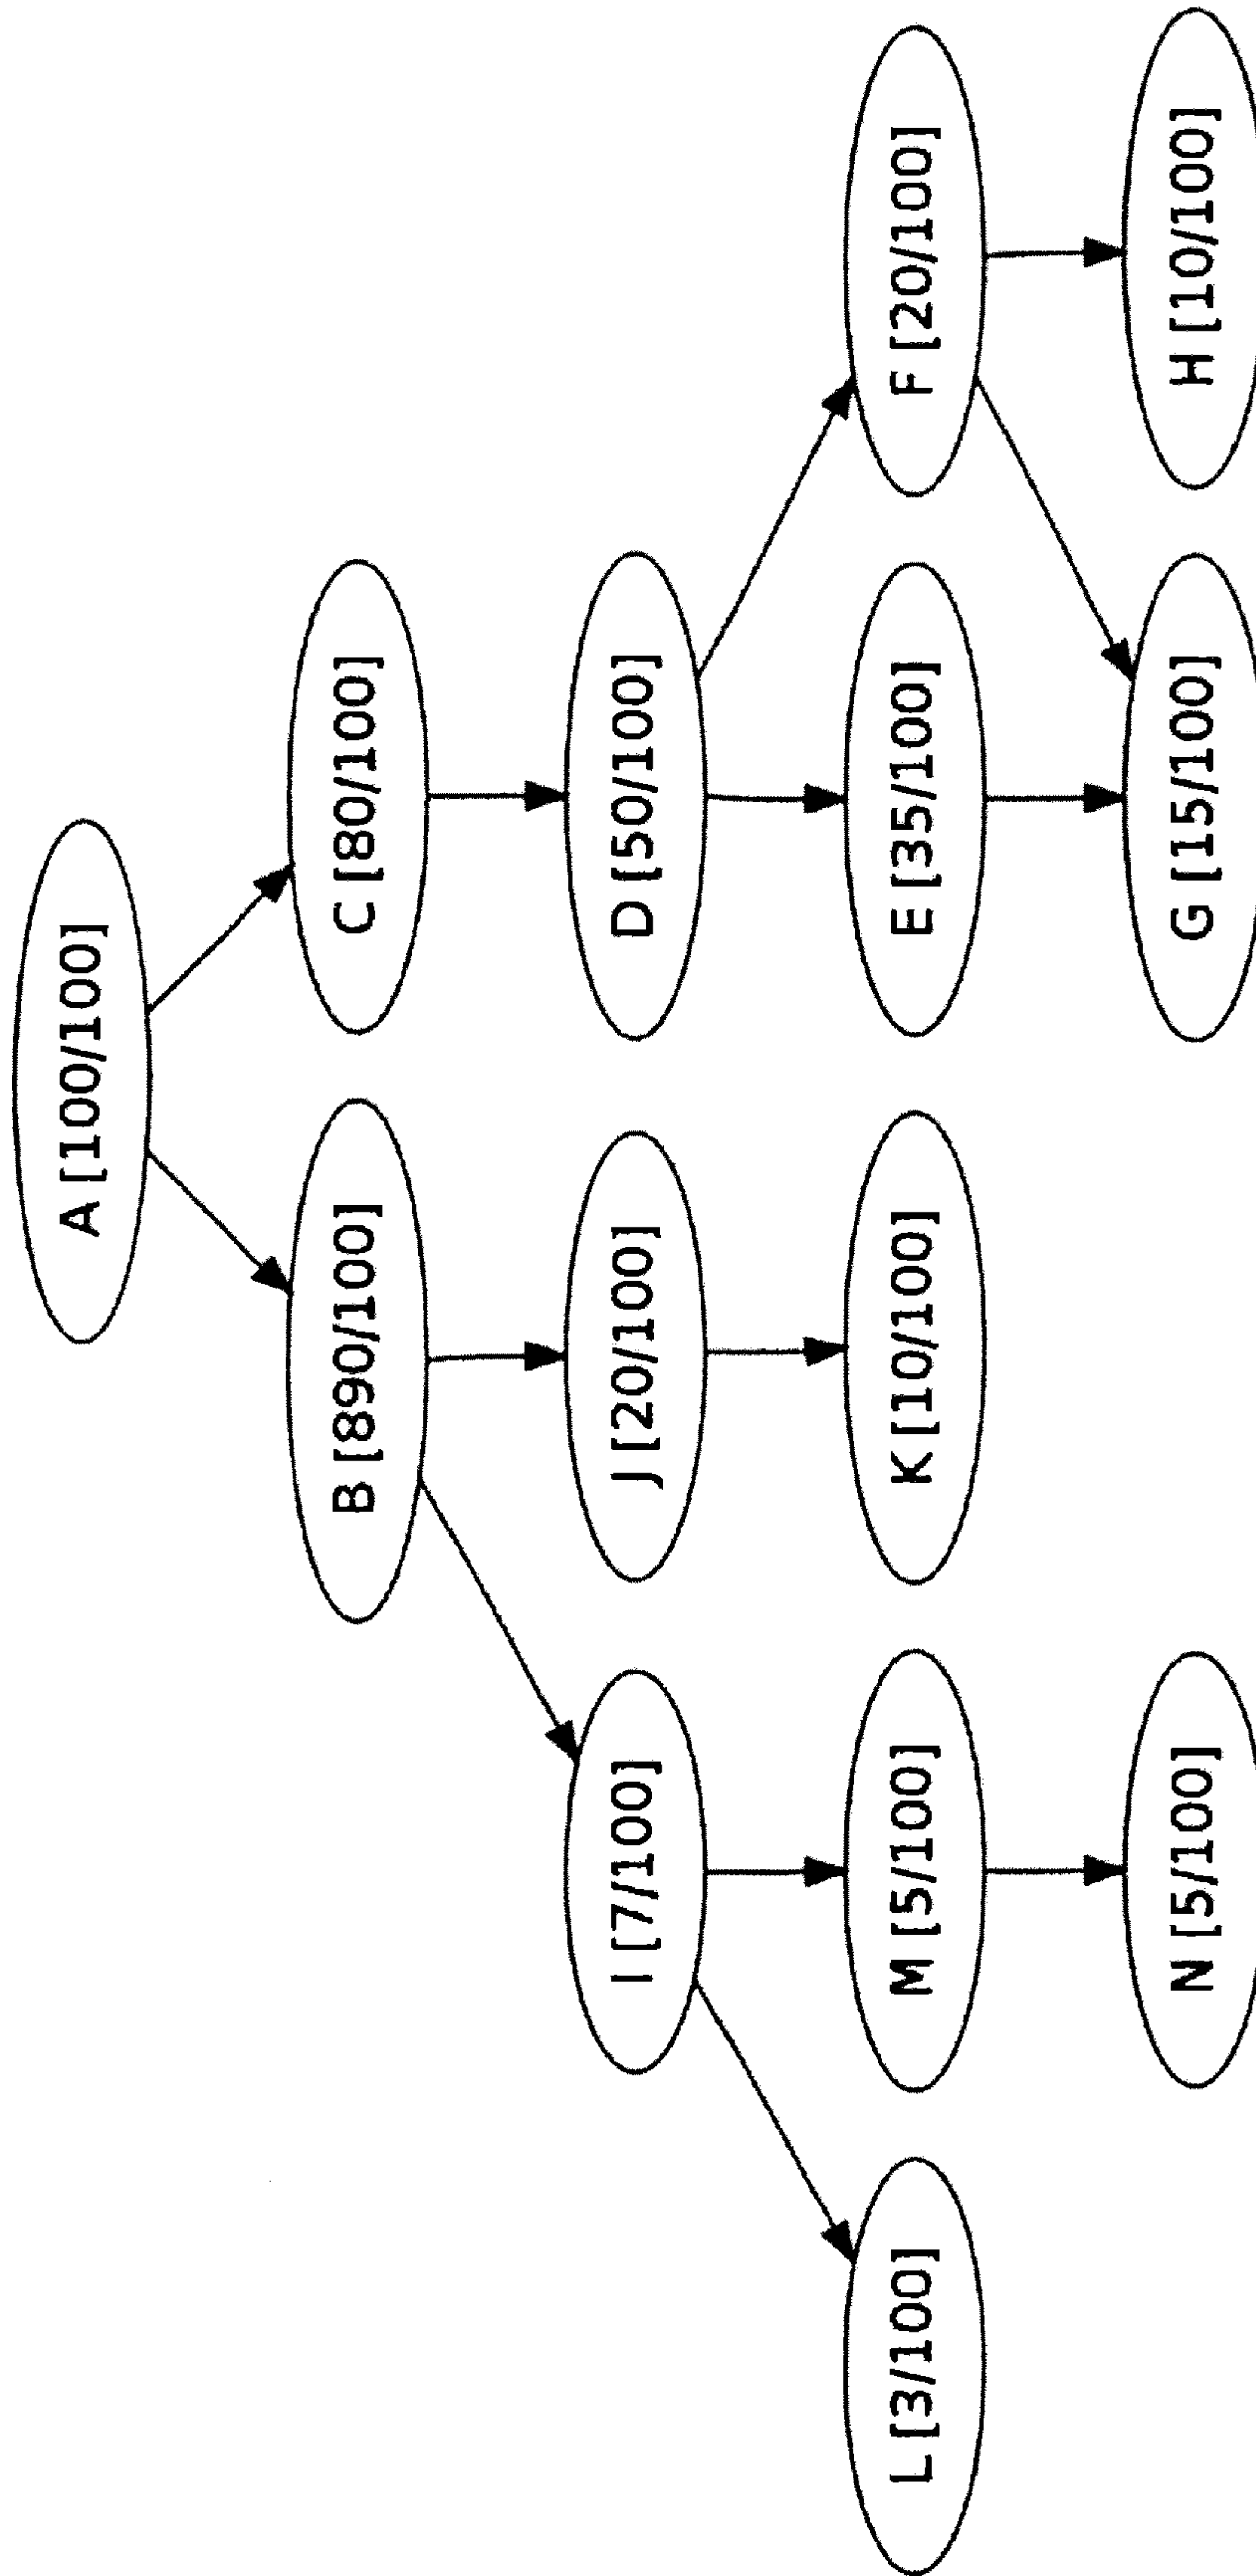 A [100/100]
B [890/100]
C [80/100]
I [7/100]
J [20/100]
D [50/100]
L [3/100]
M [5/100]
K [10/100]
E [35/100]
F [20/100]
N [5/100]
G [15/100]
H [10/100]